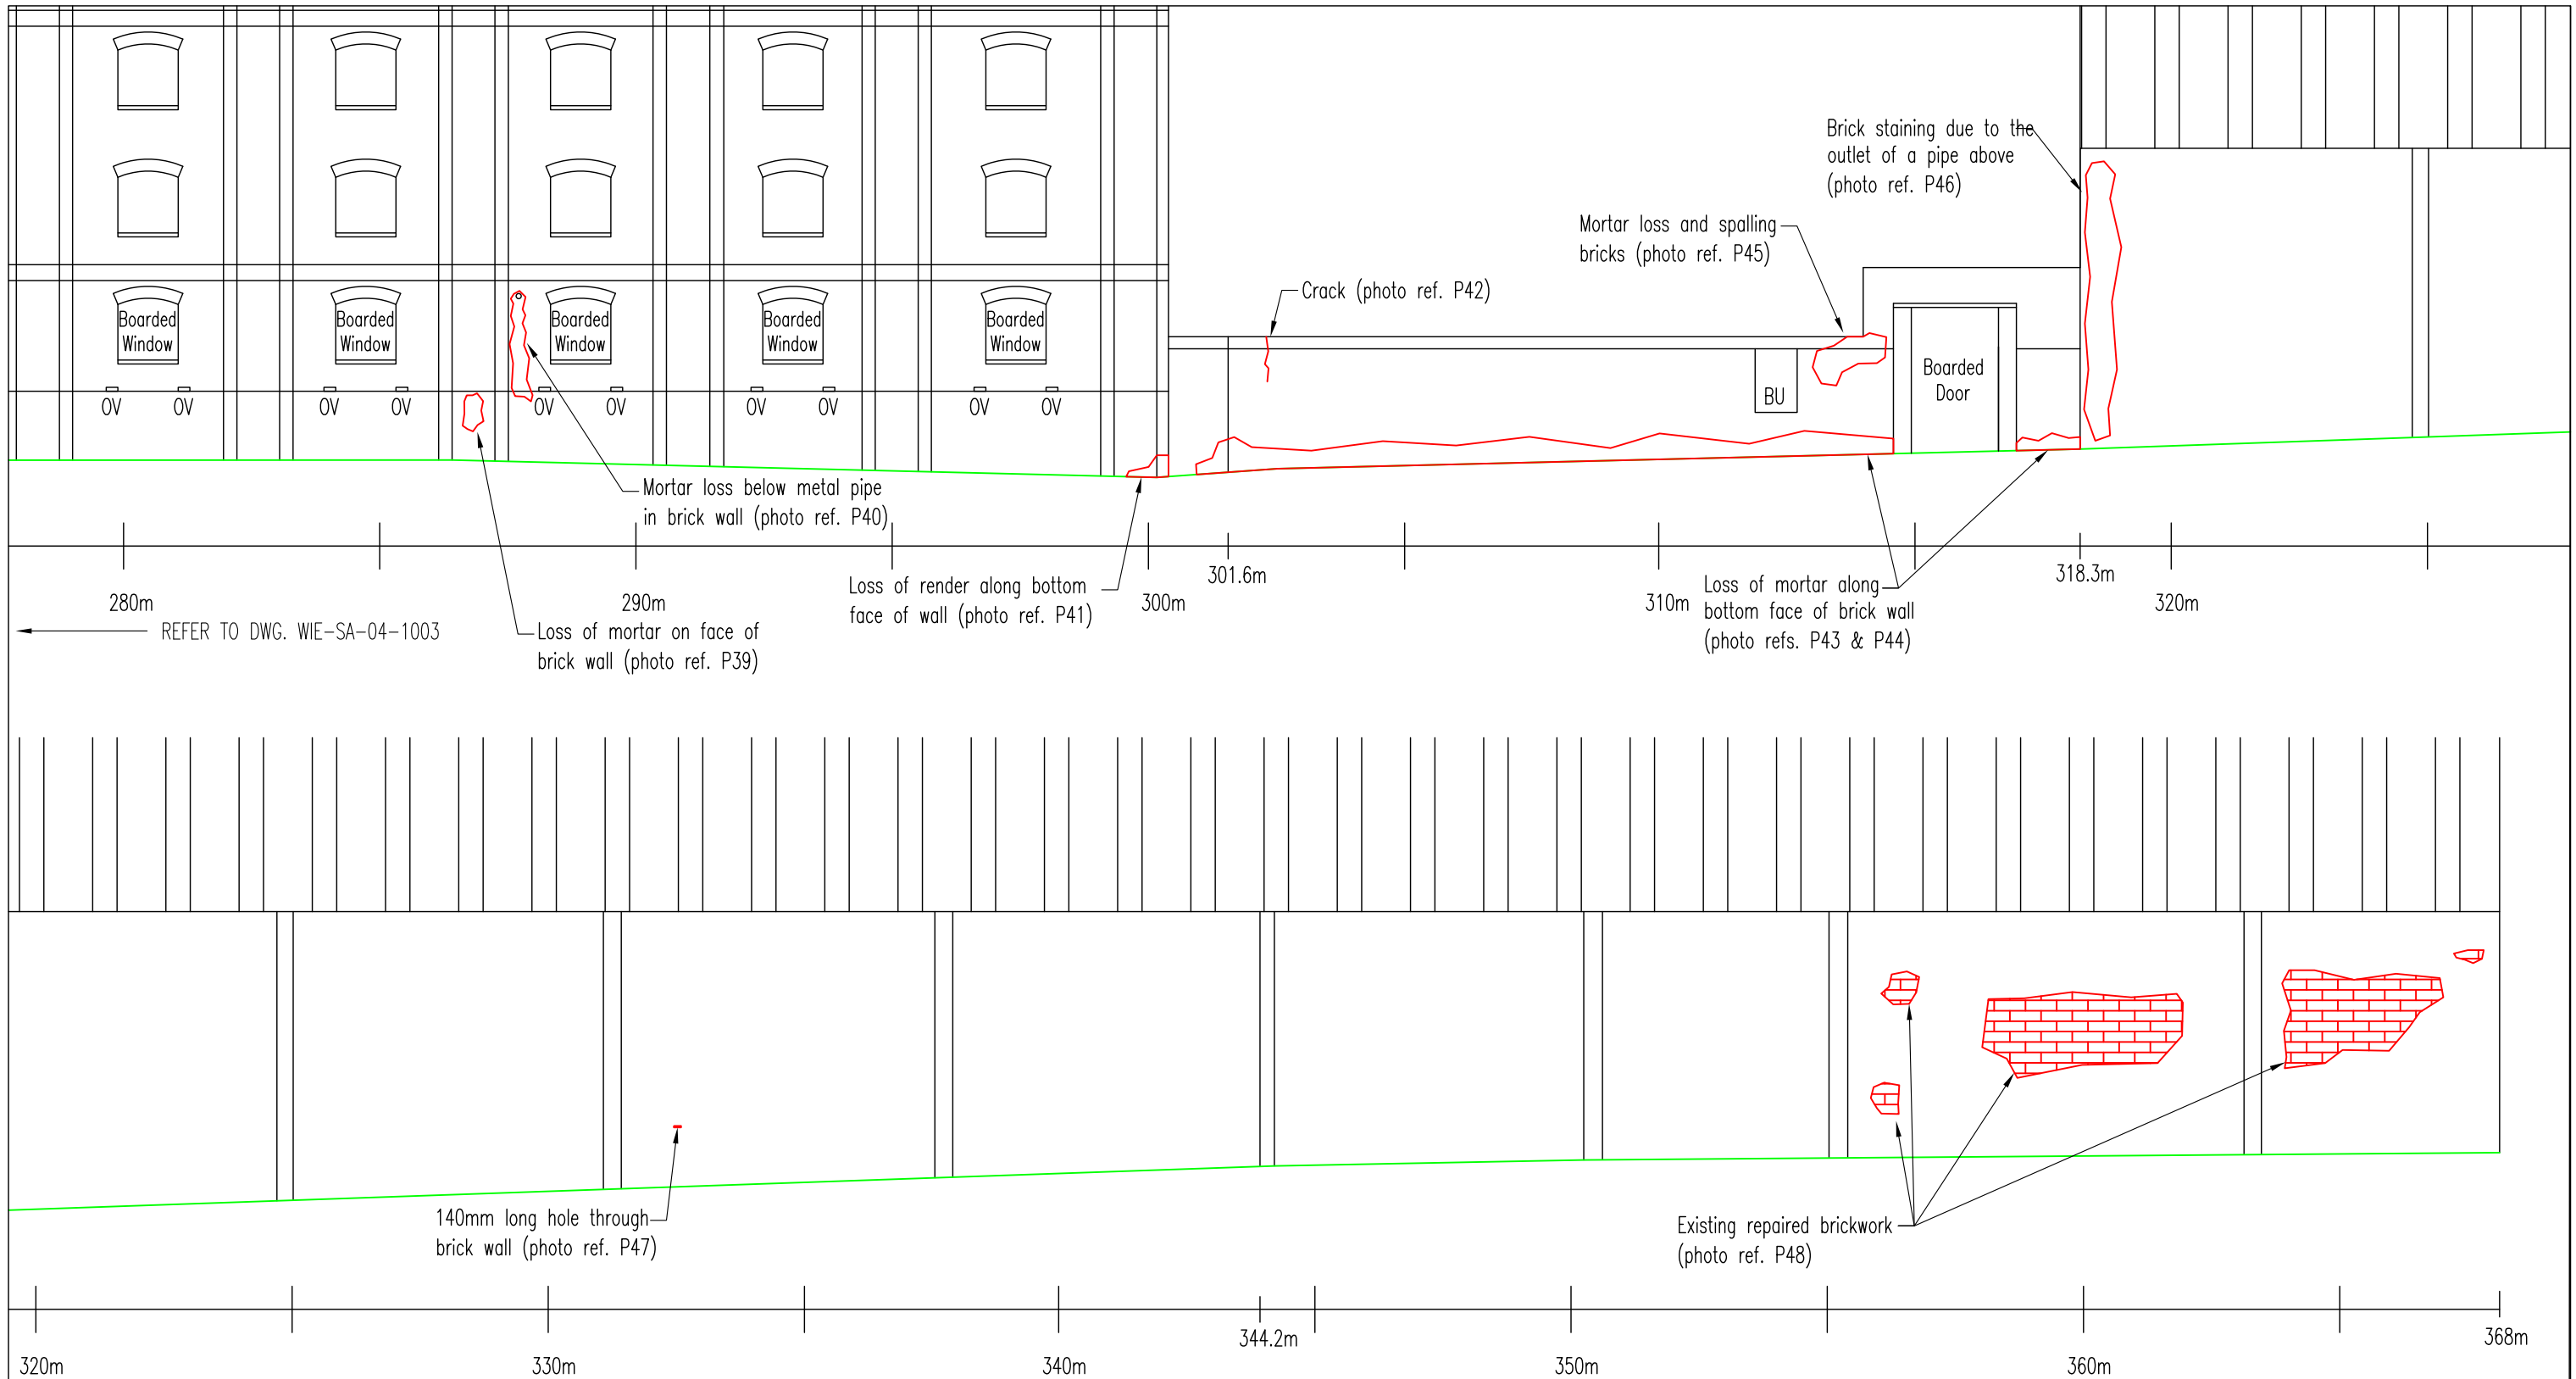 Brick staining due to the
outlet of a pipe above
(photo ref. P46)
Mortar loss and spalling
bricks (photo ref. P45)
Crack (photo ref. P42)
Boarded
Window
Boarded
Window
Boarded
Window
Boarded
Window
Boarded
Window
Boarded
Door
BU
OV OV OV OV OV OV OV OV OV OV
Mortar loss below metal pipe
in brick wall (photo ref. P40)
Loss of render along bottom
face of wall (photo ref. P41)
Loss of mortar along
bottom face of brick wall
(photo refs. P43 & P44)
301.6m 318.3m
280m 290m 300m 310m 320m
REFER TO DWG. WIE-SA-04-1003
Loss of mortar on face of
brick wall (photo ref. P39)
140mm long hole through
brick wall (photo ref. P47)
Existing repaired brickwork
(photo ref. P48)
344.2m 368m
320m 330m 340m 350m 360m